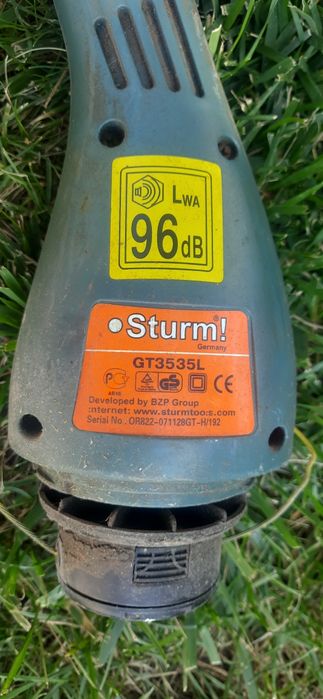 LWA
96dB
Sturm!
Germany
GT3535L
Developed by BZP Group
internet: www.sturmtools.com
Serial No. OR822-071128GT-H/192